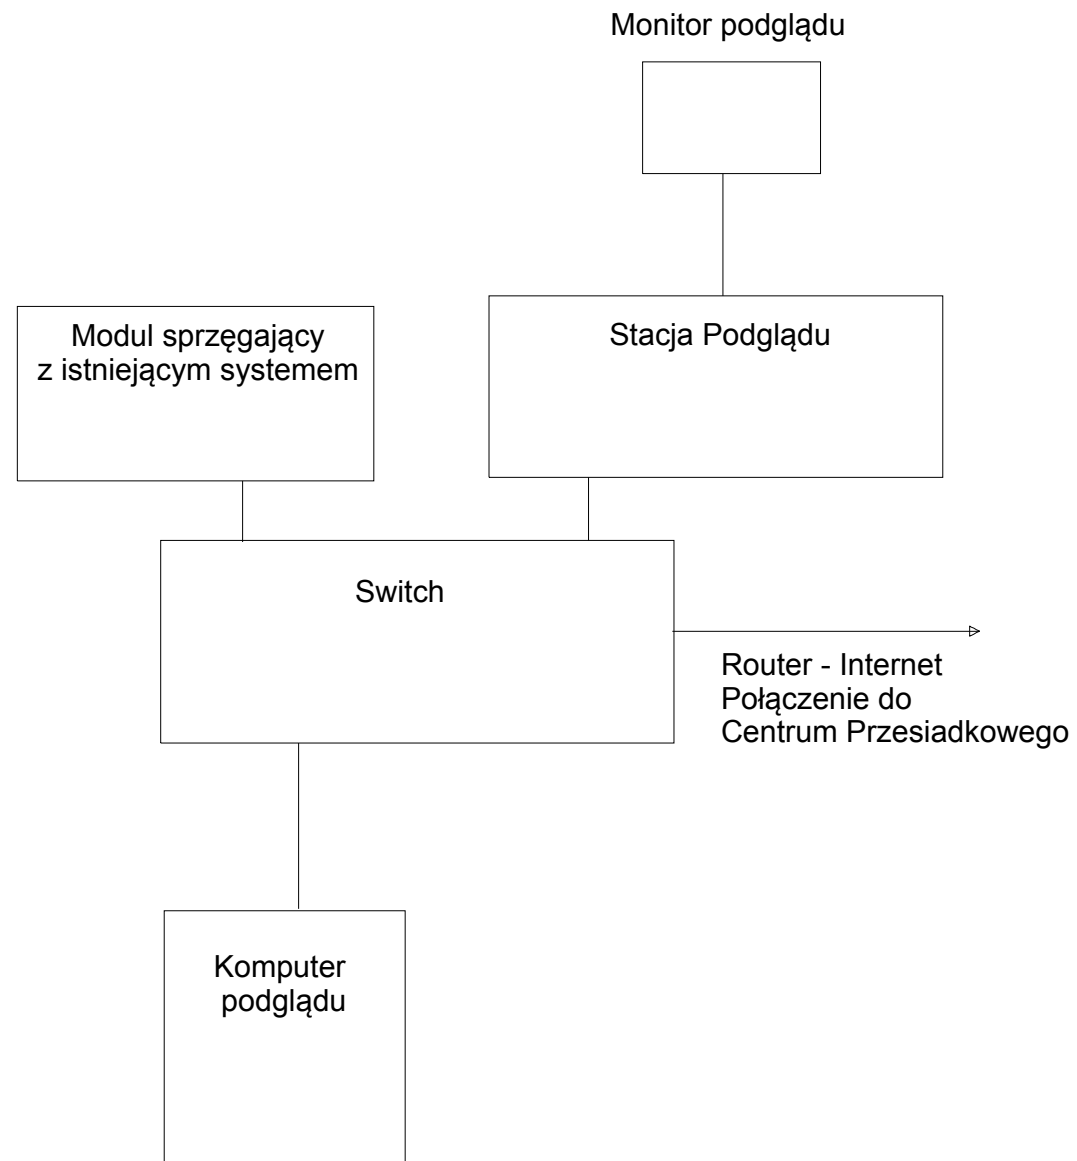 Monitor podglądu
Modul sprzęgający
z istniejącym systemem
Stacja Podglądu
Switch
Router - Internet
Połączenie do
Centrum Przesiadkowego
Komputer
podglądu